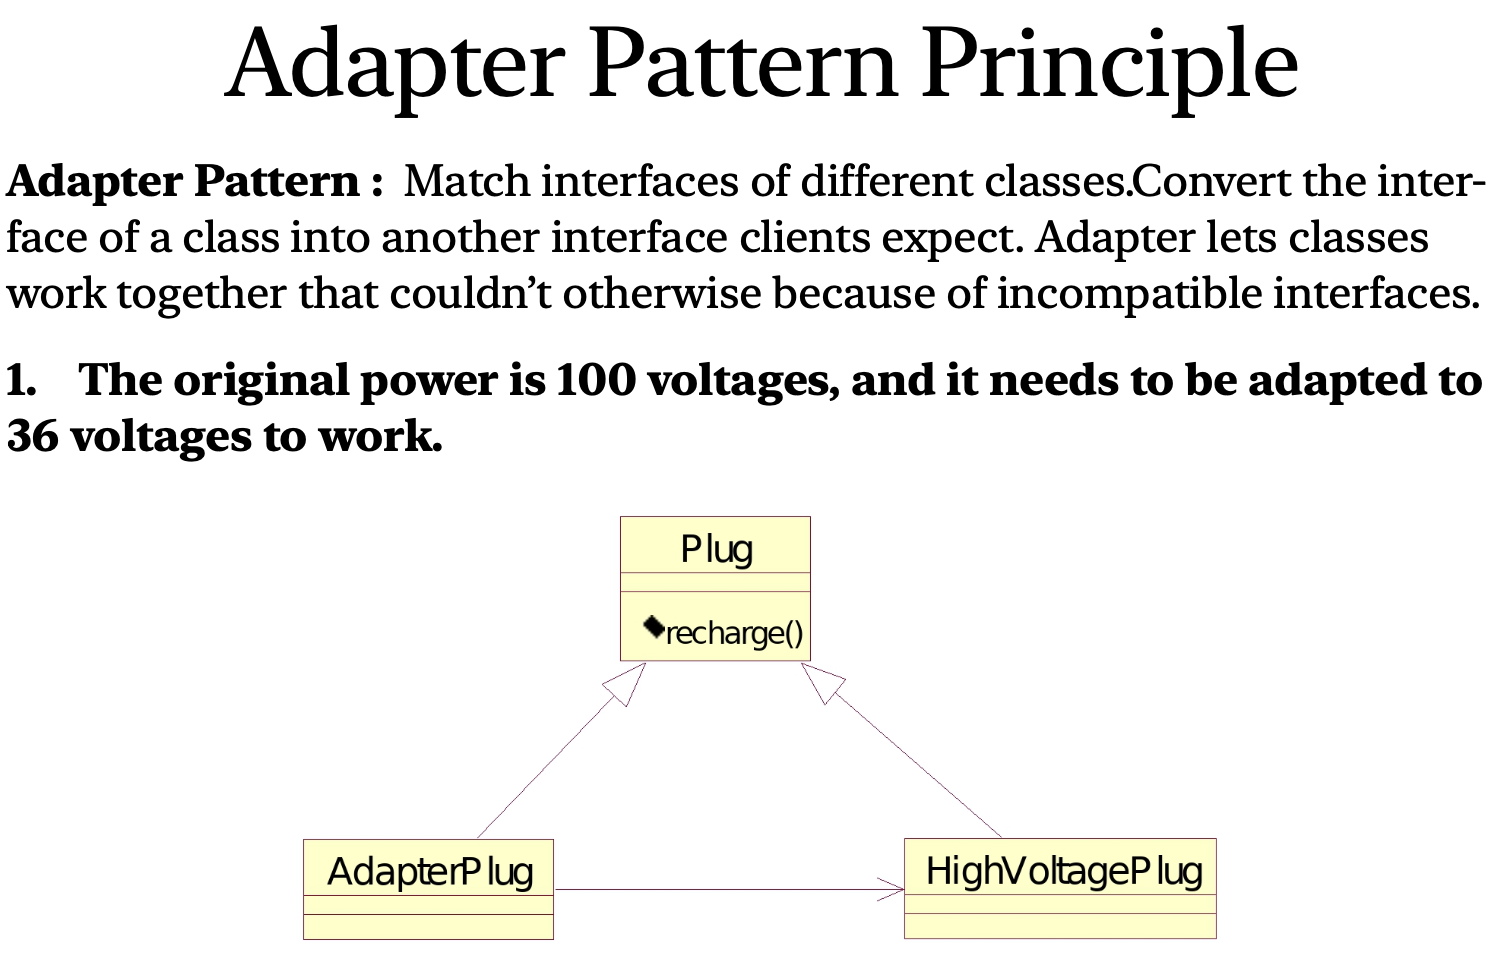 Adapter Pattern Principle
Adapter Pattern : Match interfaces of different classes.Convert the inter-
face of a class into another interface clients expect. Adapter lets classes
work together that couldn’t otherwise because of incompatible interfaces.
1. The original power is 100 voltages, and it needs to be adapted to
36 voltages to work.
Plug
recharge()
AdapterPlug
HighVoltagePlug